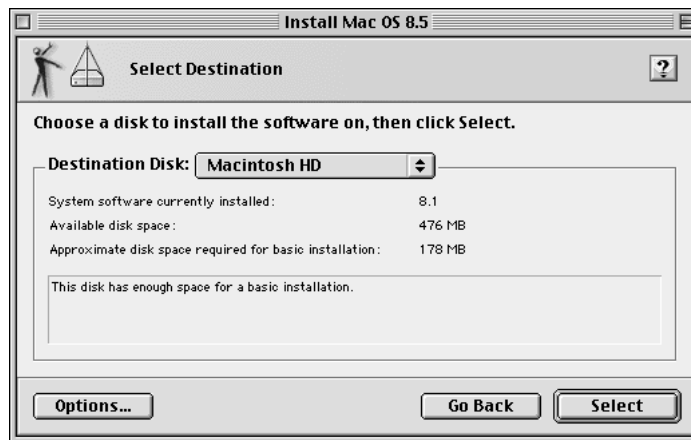 Install Mac OS 8.5
Select Destination
?
Choose a disk to install the software on, then click Select.
Destination Disk: Macintosh HD
System software currently installed: 8.1
Available disk space: 476 MB
Approximate disk space required for basic installation: 178 MB
This disk has enough space for a basic installation.
Options... Go Back Select